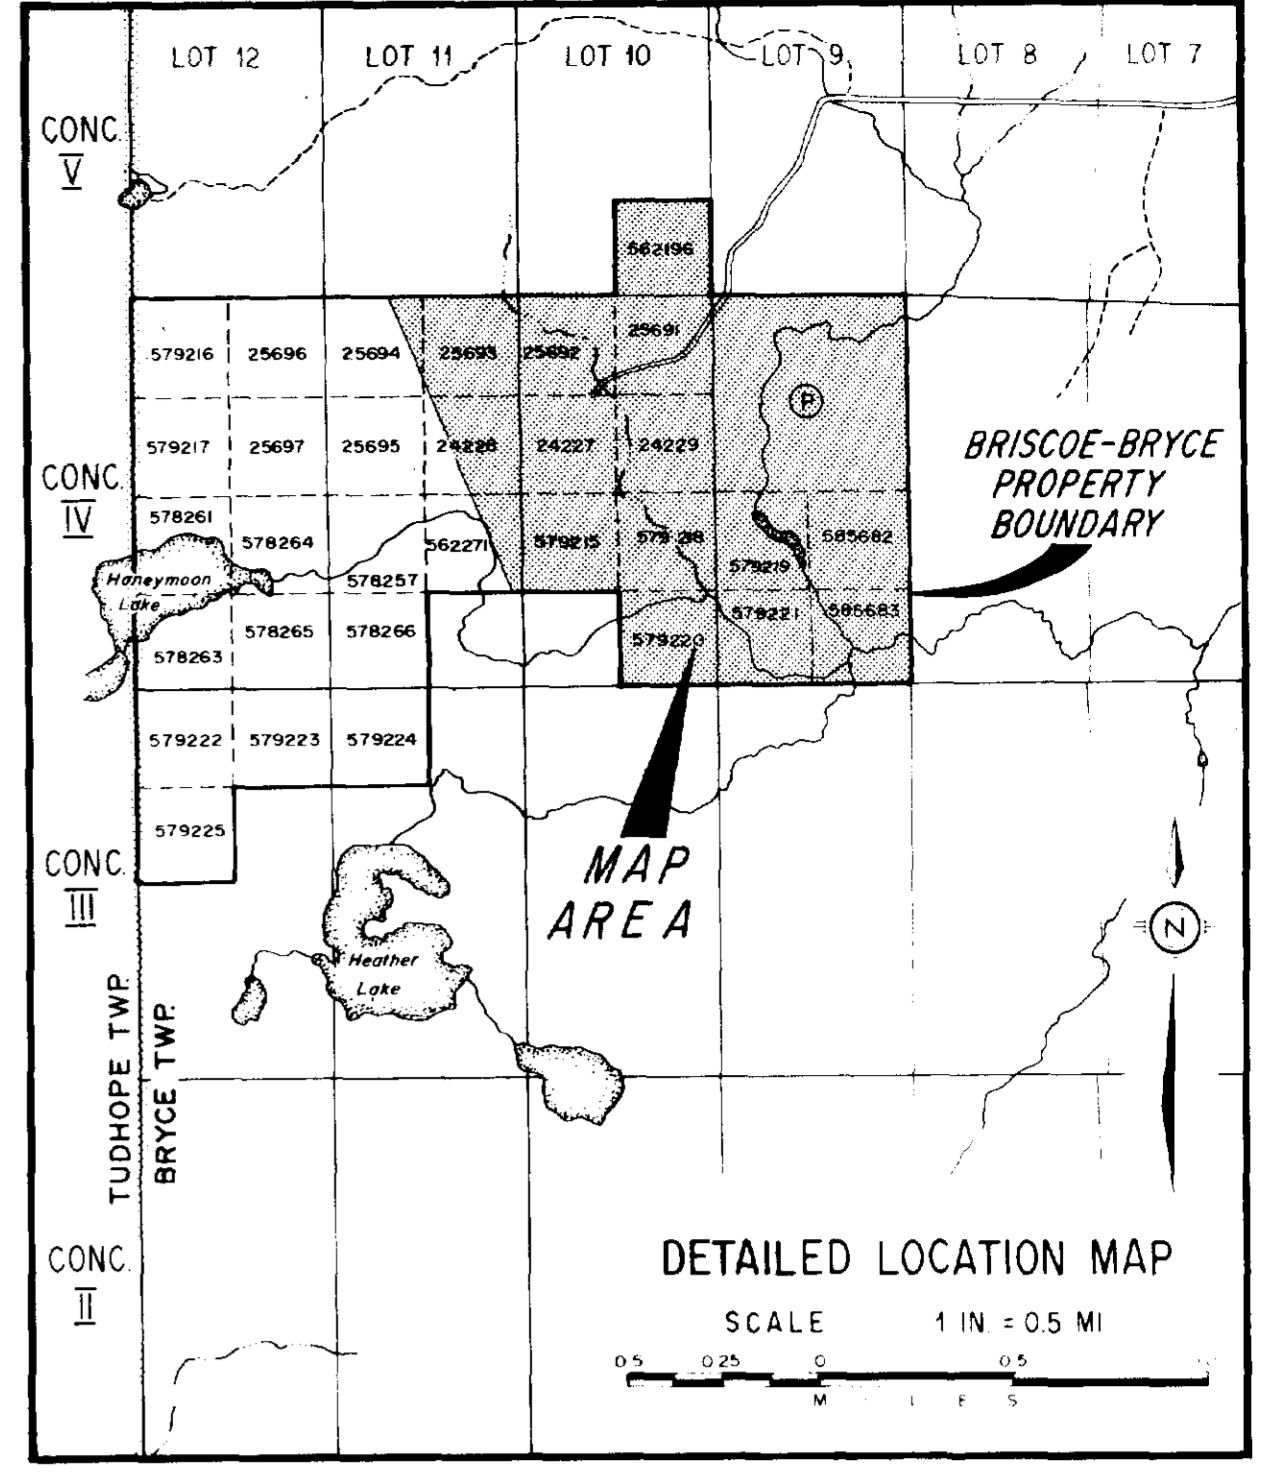 LOT 12 LOT 11 LOT 10 LOT 9 LOT 8 LOT 7
CONC.
V
562196
25691
579216 25696 25694 25693 25692
P
579217 25697 25695 24228 24227 24229
BRISCOE-BRYCE
PROPERTY
BOUNDARY
CONC.
IV
578261
578264 562271 579215 579218 585682
579219
Honeymoon
Lake
578257
578265 578266 579220 579221 585683
578263
579222 579223 579224
579225
MAP
AREA
CONC.
III
N
Heather
Lake
TUDHOPE TWP.
BRYCE TWP.
CONC.
II
DETAILED LOCATION MAP
SCALE 1 IN. = 0.5 MI
0.5 0.25 0 0.5
M I L E S